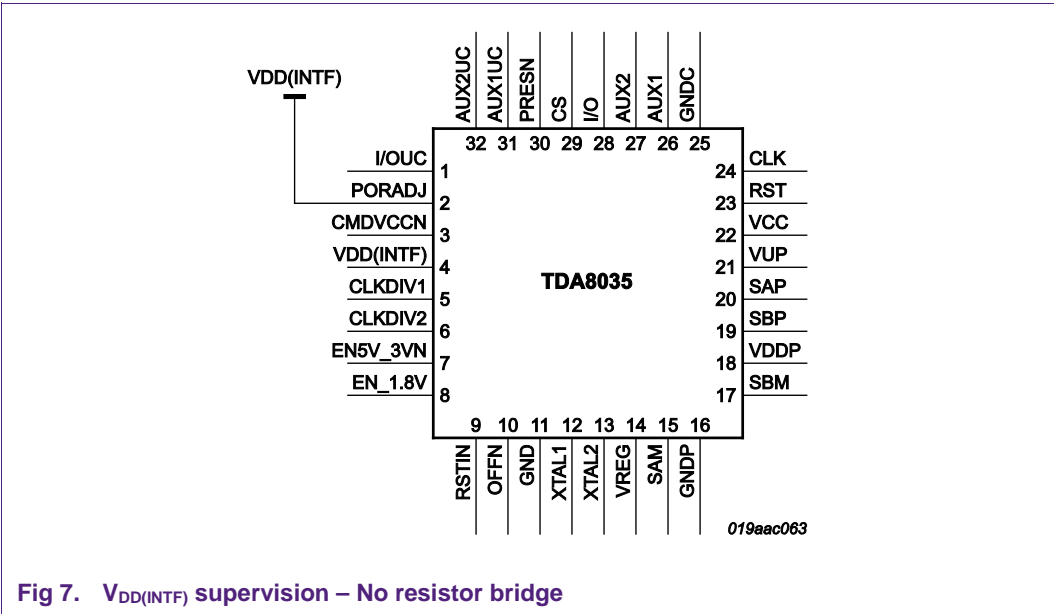 VDD(INTF)
AUX2UC
AUX1UC
PRESN
CS
I/O
AUX2
AUX1
GNDC
32 31 30 29 28 27 26 25
I/OUC 1
PORADJ 2
CMDVCCN 3
VDD(INTF) 4
CLKDIV1 5
CLKDIV2 6
EN5V_3VN 7
EN_1.8V 8
TDA8035
24 CLK
23 RST
22 VCC
21 VUP
20 SAP
19 SBP
18 VDDP
17 SBM
9 10 11 12 13 14 15 16
RSTIN
OFFN
GND
XTAL1
XTAL2
VREG
SAM
GNDP
019aac063
Fig 7. VDD(INTF) supervision – No resistor bridge